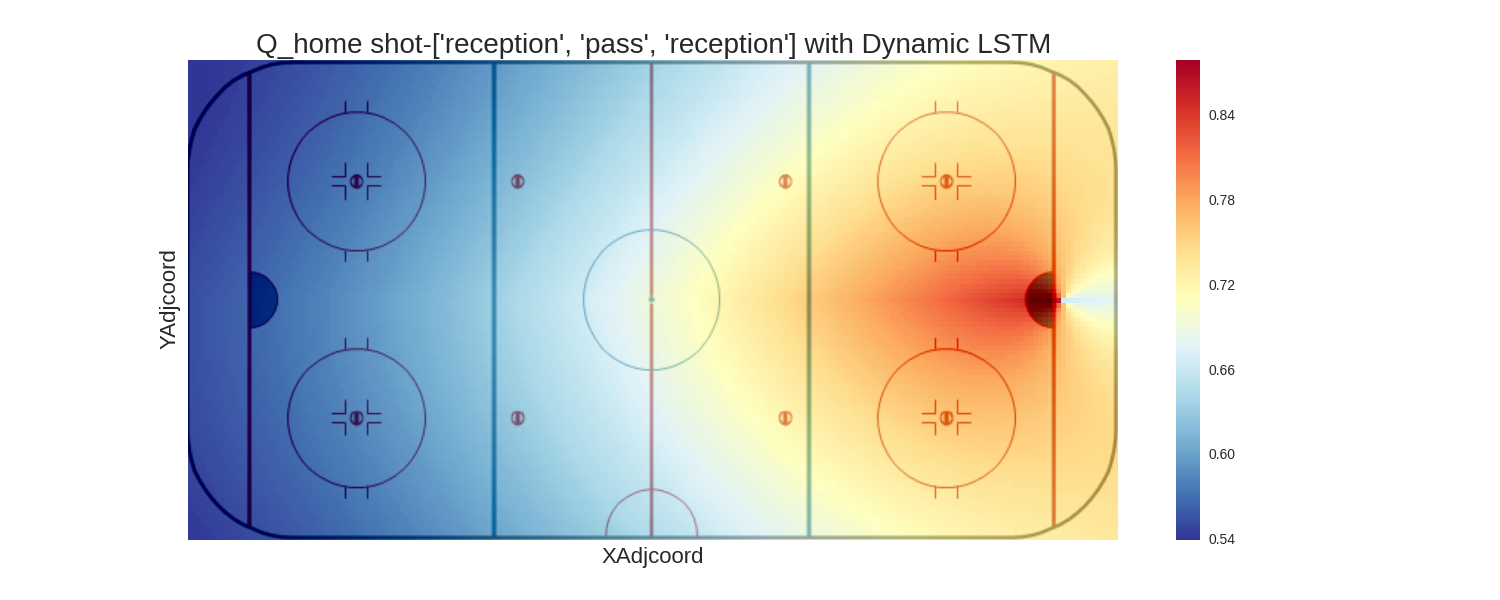 Q_home shot-['reception', 'pass', 'reception'] with Dynamic LSTM
YAdjcoord
XAdjcoord
0.84
0.78
0.72
0.66
0.60
0.54